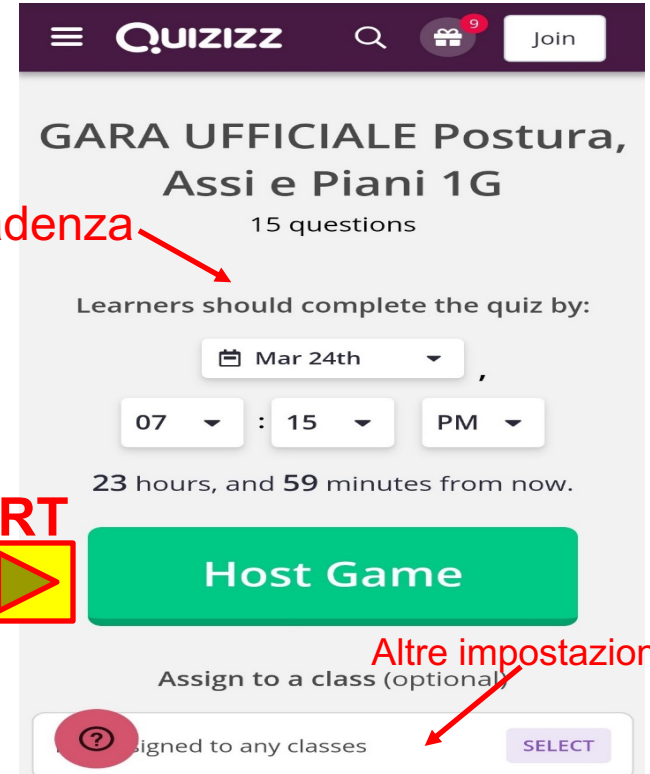 QUIZIZZ 9 Join
GARA UFFICIALE Postura,
Assi e Piani 1G
15 questions
adenza
Learners should complete the quiz by:
Mar 24th ,
07 : 15 PM
23 hours, and 59 minutes from now.
RT
Host Game
Altre impostazion
Assign to a class (optional)
igned to any classes SELECT